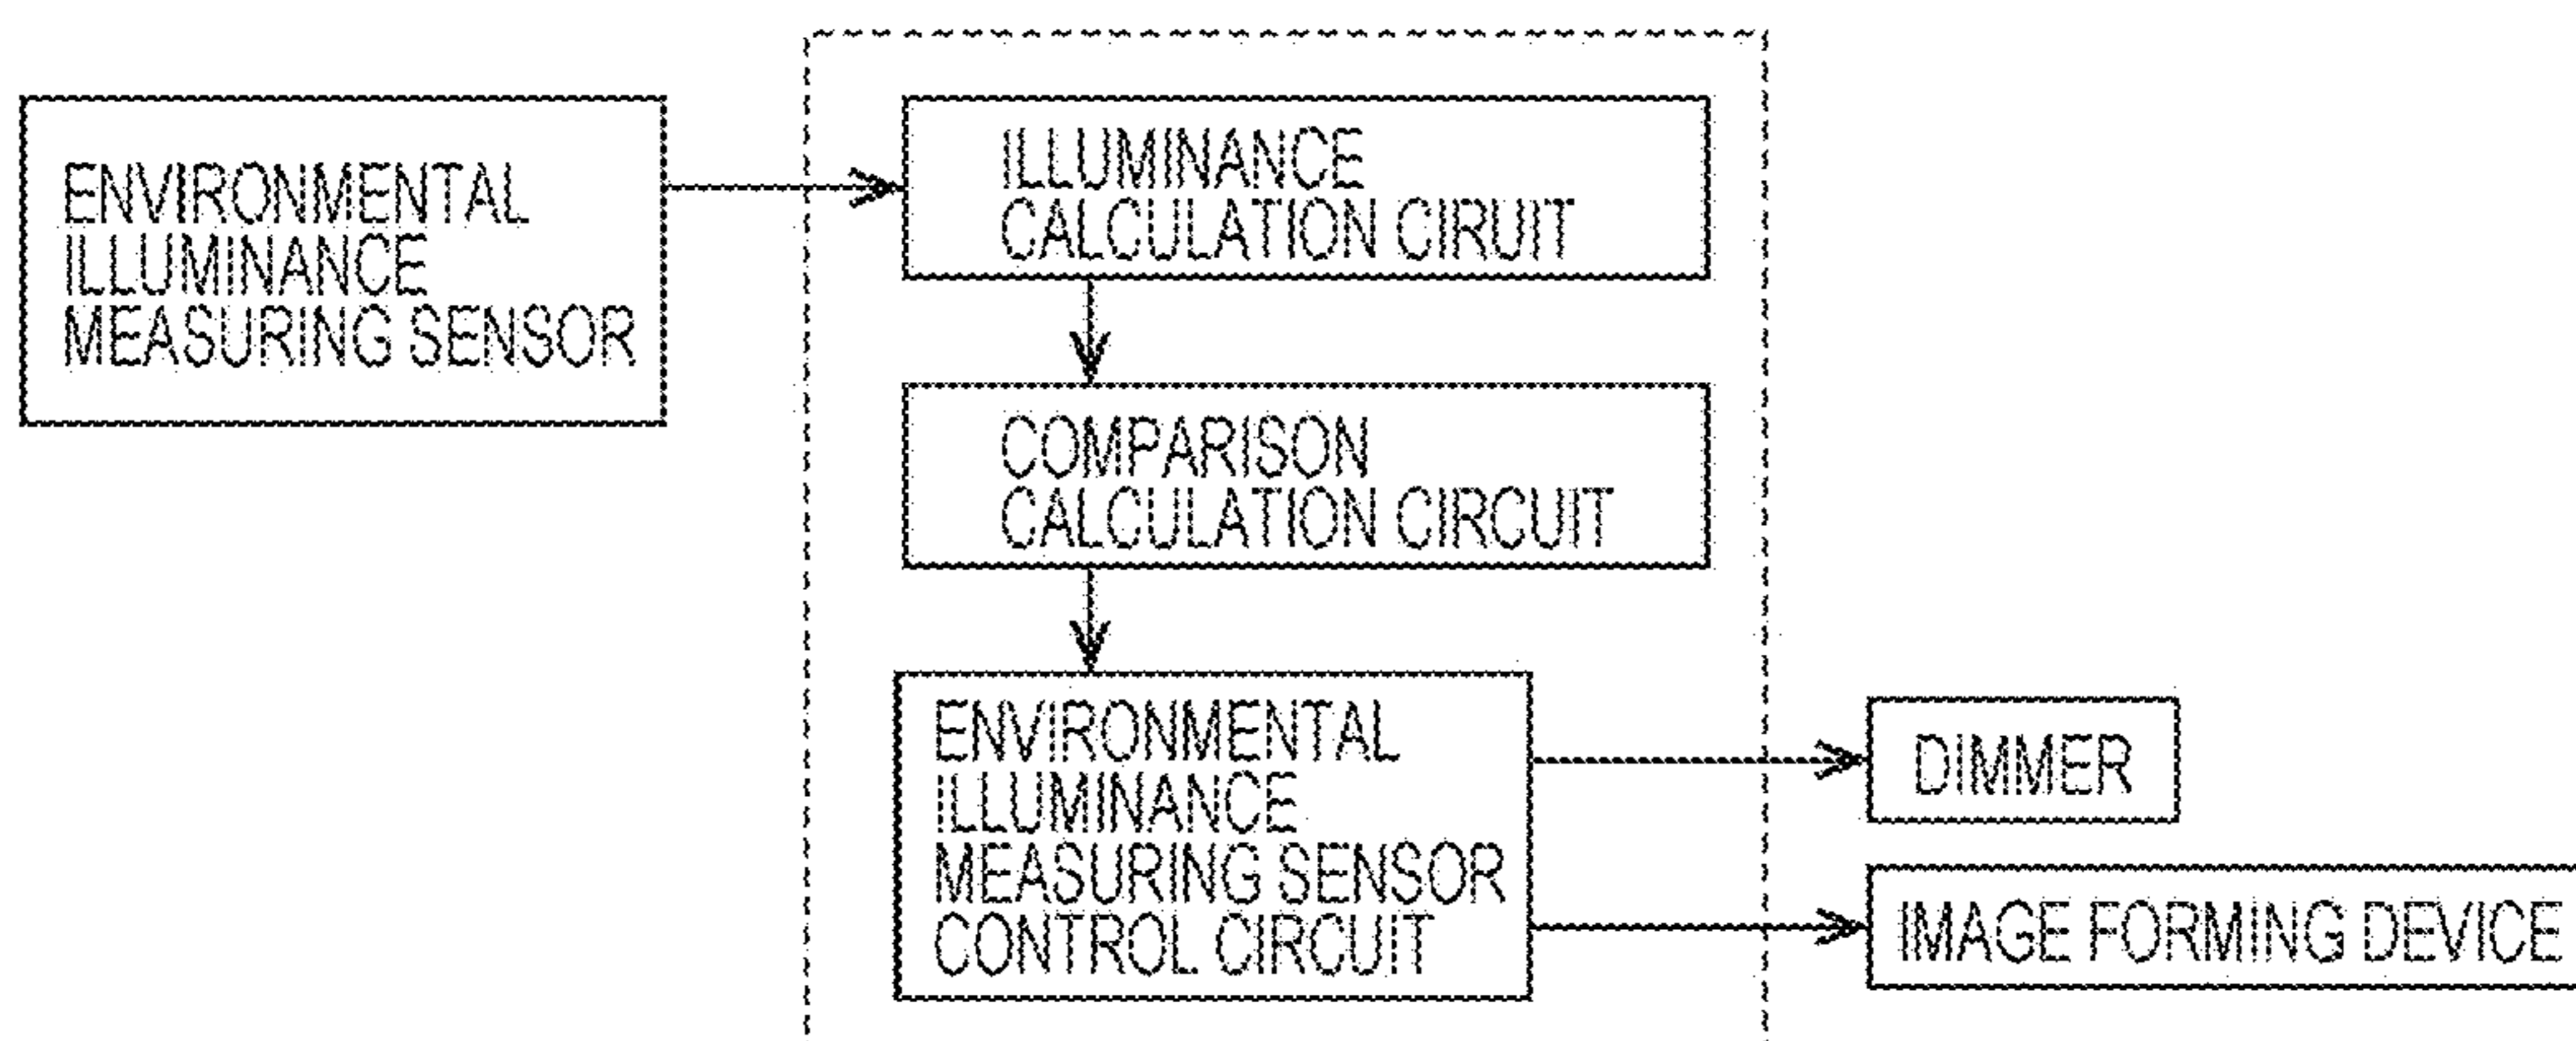 ENVIRONMENTAL
ILLUMINANCE
MEASURING SENSOR
ILLUMINANCE
CALCULATION CIRUIT
COMPARISON
CALCULATION CIRCUIT
ENVIRONMENTAL
ILLUMINANCE
MEASURING SENSOR
CONTROL CIRCUIT
DIMMER
IMAGE FORMING DEVICE